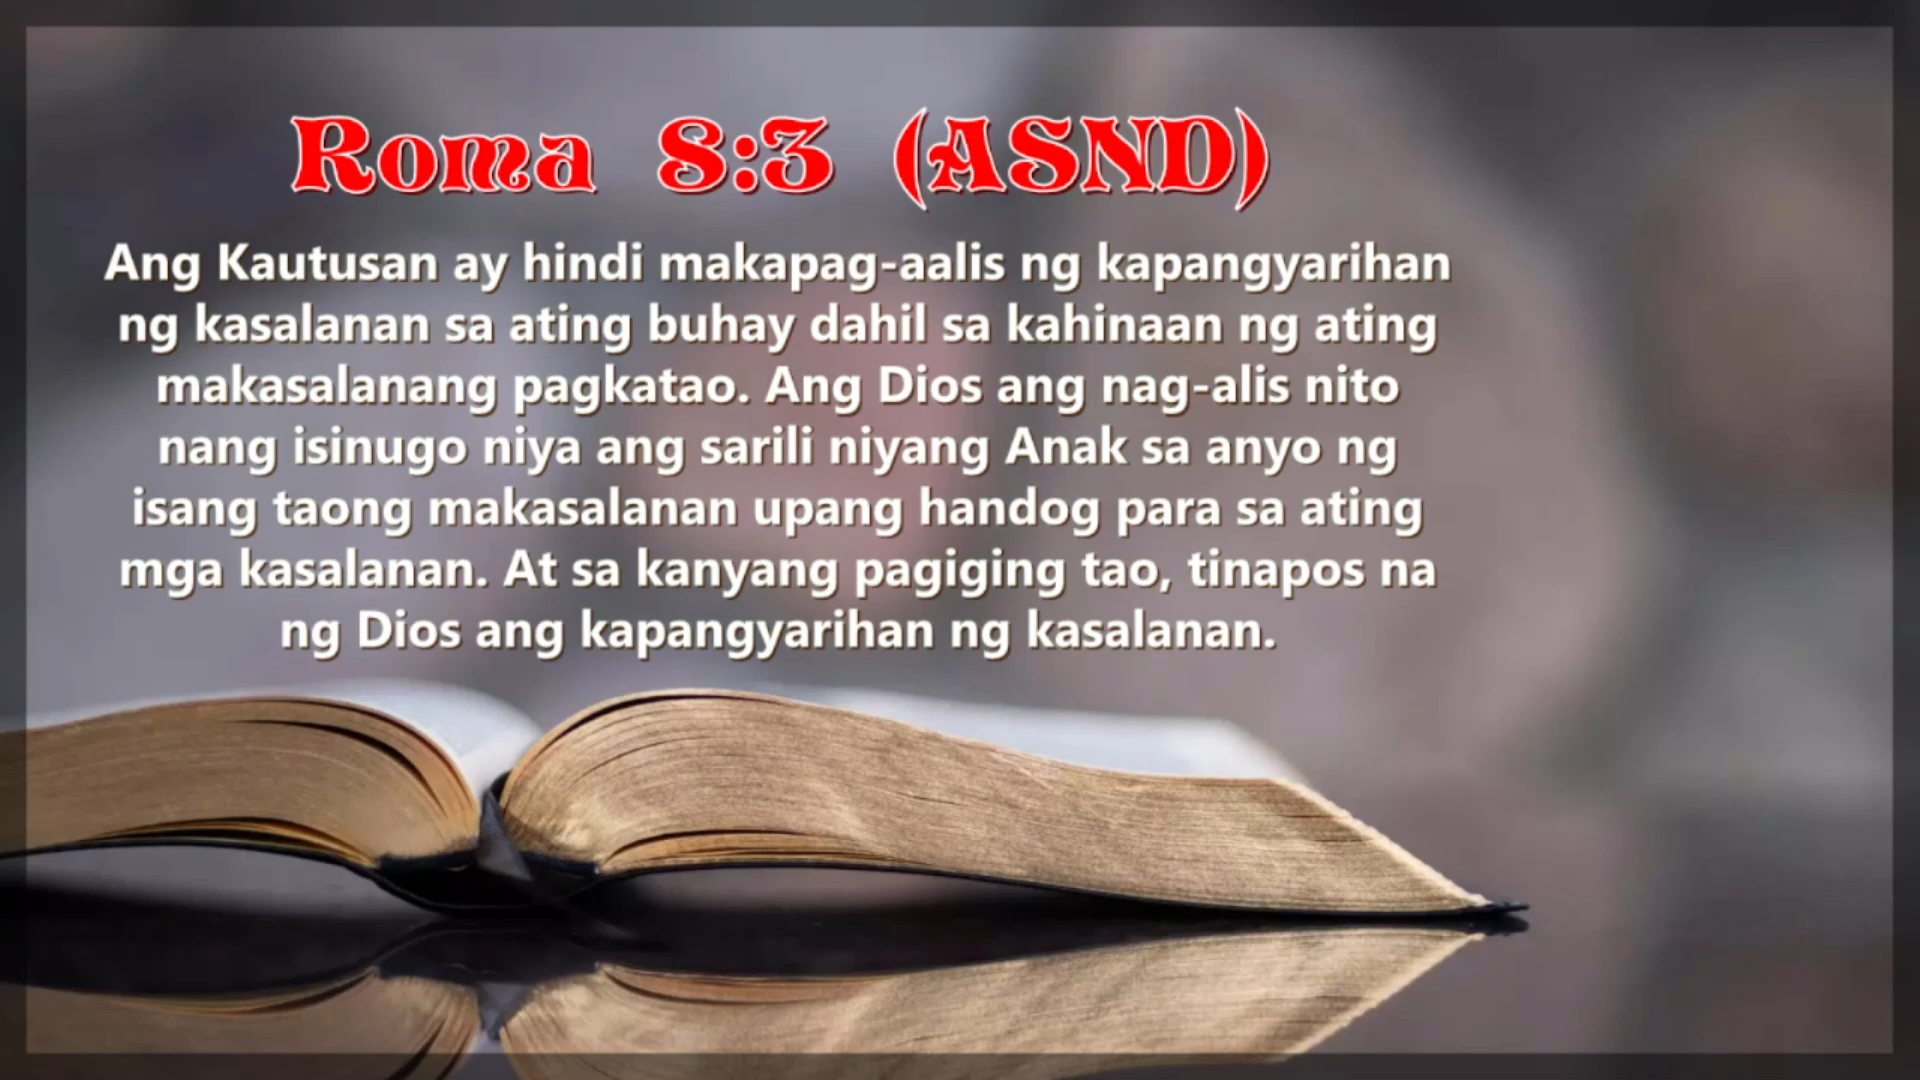 Roma 8:3 (ASND)
Ang Kautusan ay hindi makapag-aalis ng kapangyarihan
ng kasalanan sa ating buhay dahil sa kahinaan ng ating
makasalanang pagkatao. Ang Dios ang nag-alis nito
nang isinugo niya ang sarili niyang Anak sa anyo ng
isang taong makasalanan upang handog para sa ating
mga kasalanan. At sa kanyang pagiging tao, tinapos na
ng Dios ang kapangyarihan ng kasalanan.